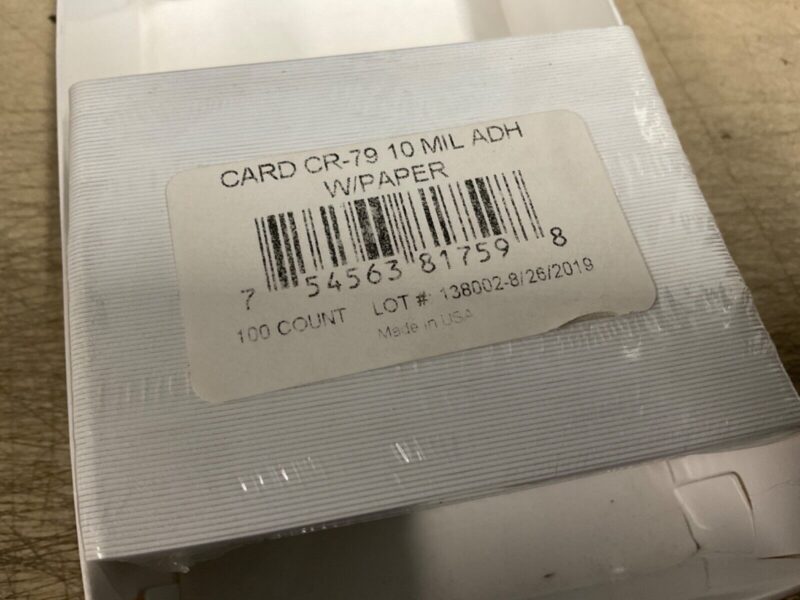 CARD CR-79 10 MIL ADH
W/PAPER
7 54563 81759 8
100 COUNT LOT #: 138002-8/26/2019
Made in USA